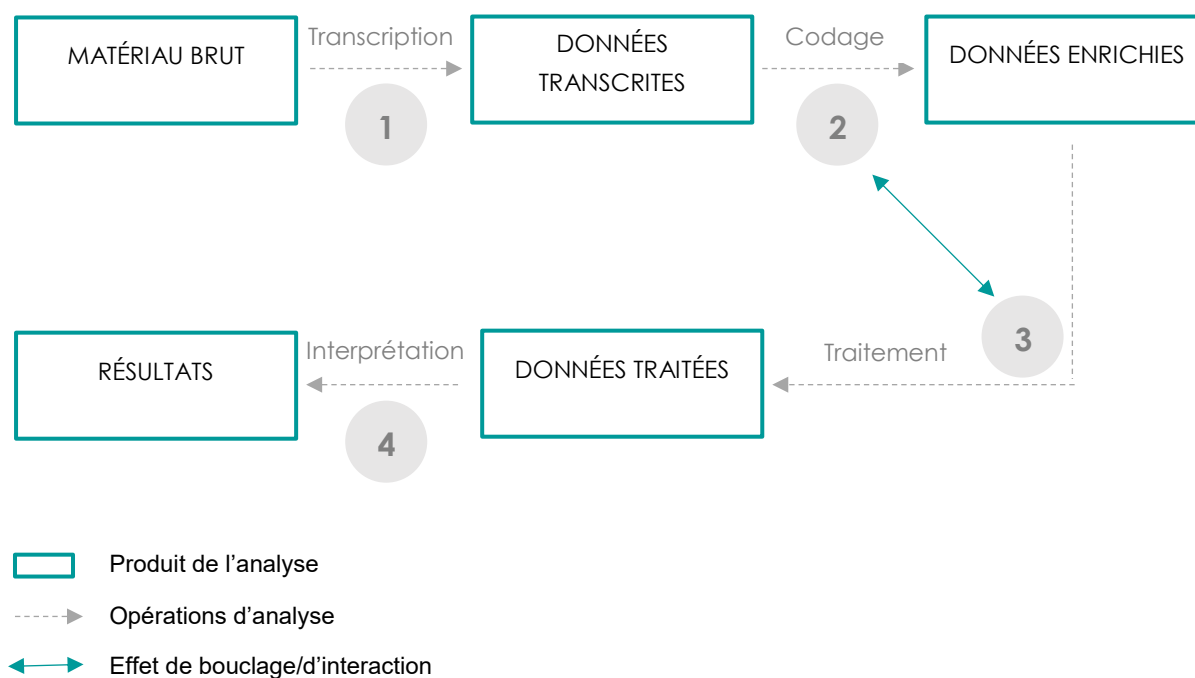 MATÉRIAU BRUT
Transcription
1
DONNÉES
TRANSCRITES
Codage
2
DONNÉES ENRICHIES
3
Traitement
DONNÉES TRAITÉES
Interprétation
4
RÉSULTATS
Produit de l’analyse
Opérations d’analyse
Effet de bouclage/d’interaction